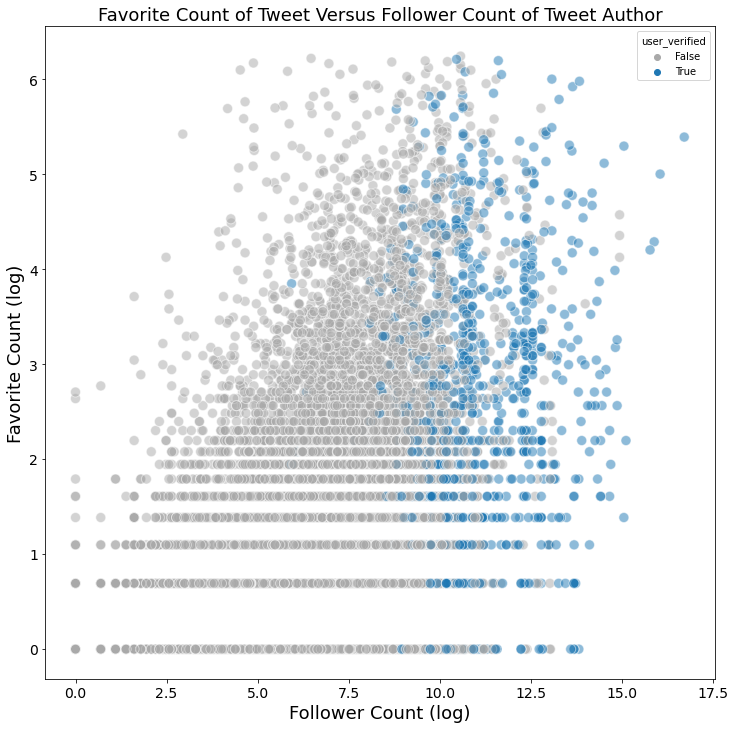 Favorite Count of Tweet Versus Follower Count of Tweet Author
user_verified
False
True
Favorite Count (log)
6
5
4
3
2
1
0
0.0 2.5 5.0 7.5 10.0 12.5 15.0 17.5
Follower Count (log)